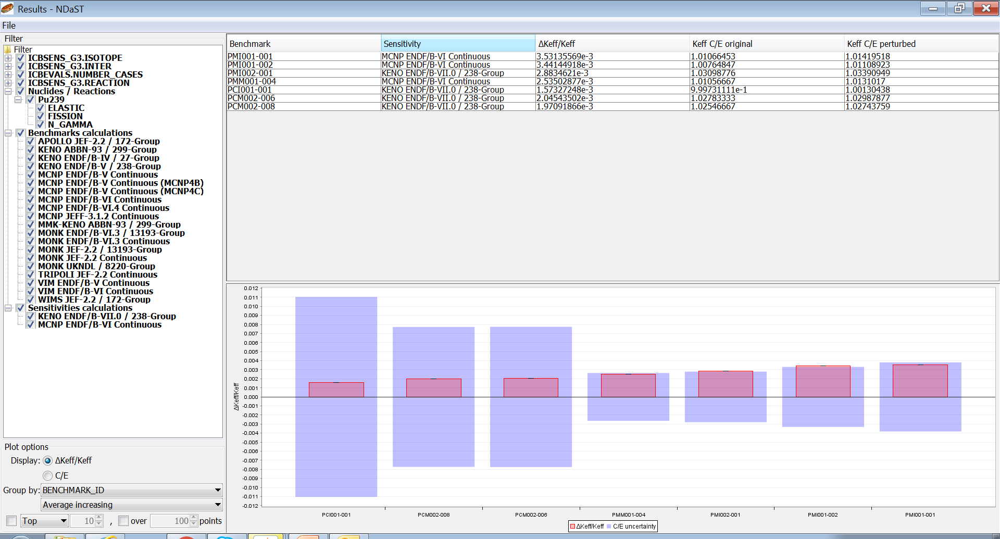 Results - NDaST
File
Filter
Filter
ICBSENS_G3.ISOTOPE
ICBSENS_G3.INTER
ICBEVALS.NUMBER_CASES
ICBSENS_G3.REACTION
Nuclides / Reactions
Pu239
ELASTIC
FISSION
N_GAMMA
Benchmarks calculations
APOLLO JEF-2.2 / 172-Group
KENO ABBN-93 / 299-Group
KENO ENDF/B-IV / 27-Group
KENO ENDF/B-V / 238-Group
MCNP ENDF/B-V Continuous
MCNP ENDF/B-V Continuous (MCNP4B)
MCNP ENDF/B-V Continuous (MCNP4C)
MCNP ENDF/B-VI Continuous
MCNP ENDF/B-VI.4 Continuous
MCNP JEFF-3.1.2 Continuous
MMK-KENO ABBN-93 / 299-Group
MONK ENDF/B-VI.3 / 13193-Group
MONK ENDF/B-VI.3 Continuous
MONK JEF-2.2 / 13193-Group
MONK JEF-2.2 Continuous
MONK UKNDL / 8220-Group
TRIPOLI JEF-2.2 Continuous
VIM ENDF/B-V Continuous
VIM ENDF/B-VI Continuous
WIMS JEF-2.2 / 172-Group
Sensitivities calculations
KENO ENDF/B-VII.0 / 238-Group
MCNP ENDF/B-VI Continuous
Plot options
Display: ΔKeff/Keff
C/E
Group by: BENCHMARK_ID
Average increasing
Top 10 , over 100 points
Benchmark Sensitivity ΔKeff/Keff Keff C/E original Keff C/E perturbed
PMI001-001 MCNP ENDF/B-VI Continuous 3.53135569e-3 1.01066453 1.01419518
PMI001-002 MCNP ENDF/B-VI Continuous 3.44144918e-3 1.00764847 1.01108923
PMI002-001 KENO ENDF/B-VII.0 / 238-Group 2.8834621e-3 1.03098776 1.03390949
PMM001-004 MCNP ENDF/B-VI Continuous 2.53502877e-3 1.01056667 1.0131017
PCI001-001 KENO ENDF/B-VII.0 / 238-Group 1.57327248e-3 9.99731111e-1 1.00130438
PCM002-006 KENO ENDF/B-VII.0 / 238-Group 2.04543502e-3 1.02783333 1.02987877
PCM002-008 KENO ENDF/B-VII.0 / 238-Group 1.97091866e-3 1.02546667 1.02743759
0.012
0.011
0.010
0.009
0.008
0.007
0.006
0.005
0.004
0.003
0.002
0.001
0.000
-0.001
-0.002
-0.003
-0.004
-0.005
-0.006
-0.007
-0.008
-0.009
-0.010
-0.011
-0.012
ΔKeff/Keff
PCI001-001 PCM002-008 PCM002-006 PMM001-004 PMI002-001 PMI001-002 PMI001-001
ΔKeff/Keff C/E uncertainty